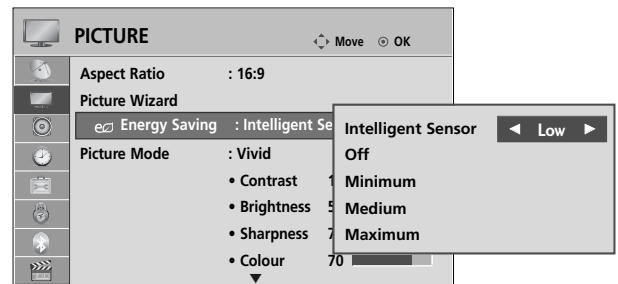 PICTURE
Move ⊙ OK
Aspect Ratio : 16:9
Picture Wizard
Energy Saving : Intelligent Se
Picture Mode : Vivid
• Contrast 1
• Brightness 5
• Sharpness 7
• Colour 70
Intelligent Sensor ◄ Low ►
Off
Minimum
Medium
Maximum